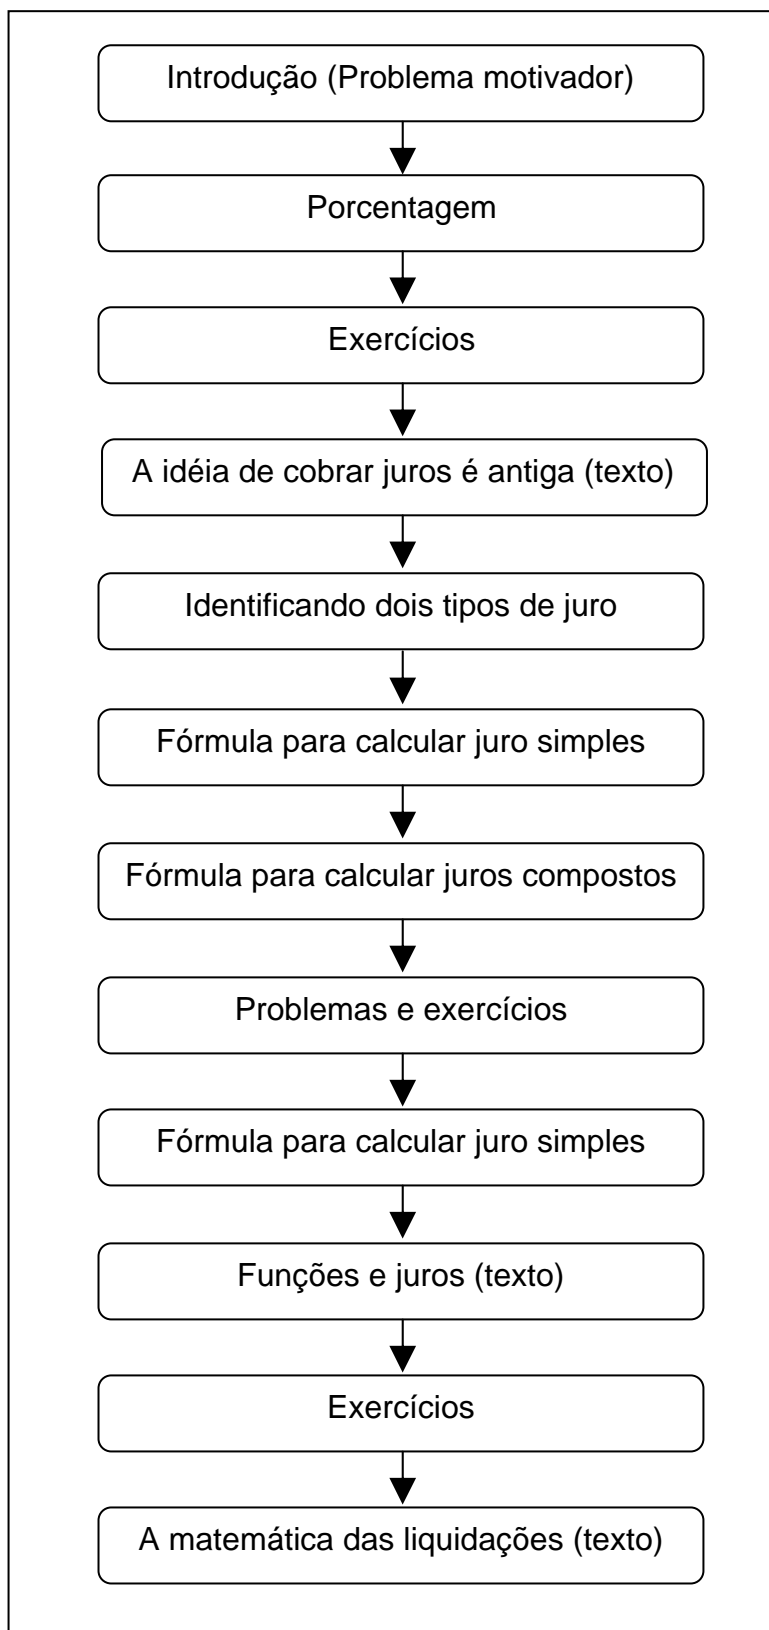 Introdução (Problema motivador)
Porcentagem
Exercícios
A idéia de cobrar juros é antiga (texto)
Identificando dois tipos de juro
Fórmula para calcular juro simples
Fórmula para calcular juros compostos
Problemas e exercícios
Fórmula para calcular juro simples
Funções e juros (texto)
Exercícios
A matemática das liquidações (texto)